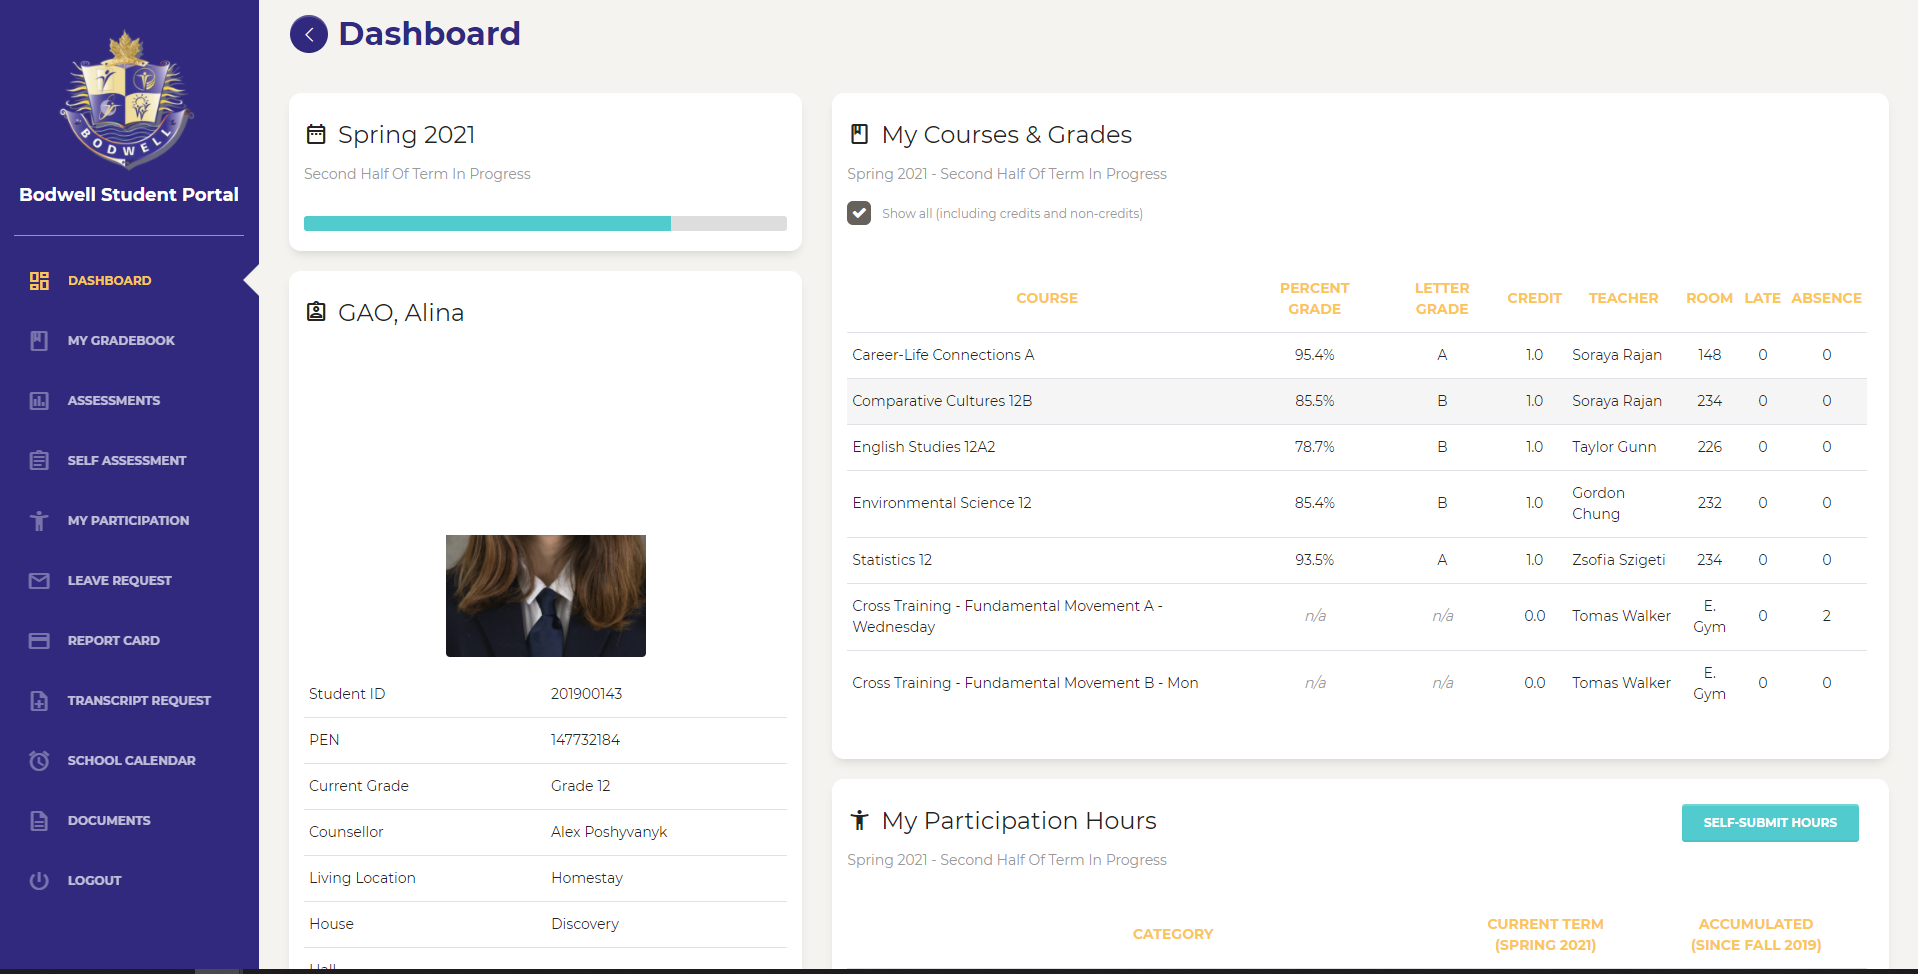 BODWELL
Bodwell Student Portal
DASHBOARD
MY GRADEBOOK
ASSESSMENTS
SELF ASSESSMENT
MY PARTICIPATION
LEAVE REQUEST
REPORT CARD
TRANSCRIPT REQUEST
SCHOOL CALENDAR
DOCUMENTS
LOGOUT
Dashboard
Spring 2021
Second Half Of Term In Progress
GAO, Alina
Student ID 201900143
PEN 147732184
Current Grade Grade 12
Counsellor Alex Poshyvanyk
Living Location Homestay
House Discovery
My Courses & Grades
Spring 2021 - Second Half Of Term In Progress
Show all (including credits and non-credits)
COURSE PERCENT GRADE LETTER GRADE CREDIT TEACHER ROOM LATE ABSENCE
Career-Life Connections A 95.4% A 1.0 Soraya Rajan 148 0 0
Comparative Cultures 12B 85.5% B 1.0 Soraya Rajan 234 0 0
English Studies 12A2 78.7% B 1.0 Taylor Gunn 226 0 0
Environmental Science 12 85.4% B 1.0 Gordon Chung 232 0 0
Statistics 12 93.5% A 1.0 Zsofia Szigeti 234 0 0
Cross Training - Fundamental Movement A - Wednesday n/a n/a 0.0 Tomas Walker E. Gym 0 2
Cross Training - Fundamental Movement B - Mon n/a n/a 0.0 Tomas Walker E. Gym 0 0
My Participation Hours
SELF-SUBMIT HOURS
Spring 2021 - Second Half Of Term In Progress
CATEGORY CURRENT TERM (SPRING 2021) ACCUMULATED (SINCE FALL 2019)